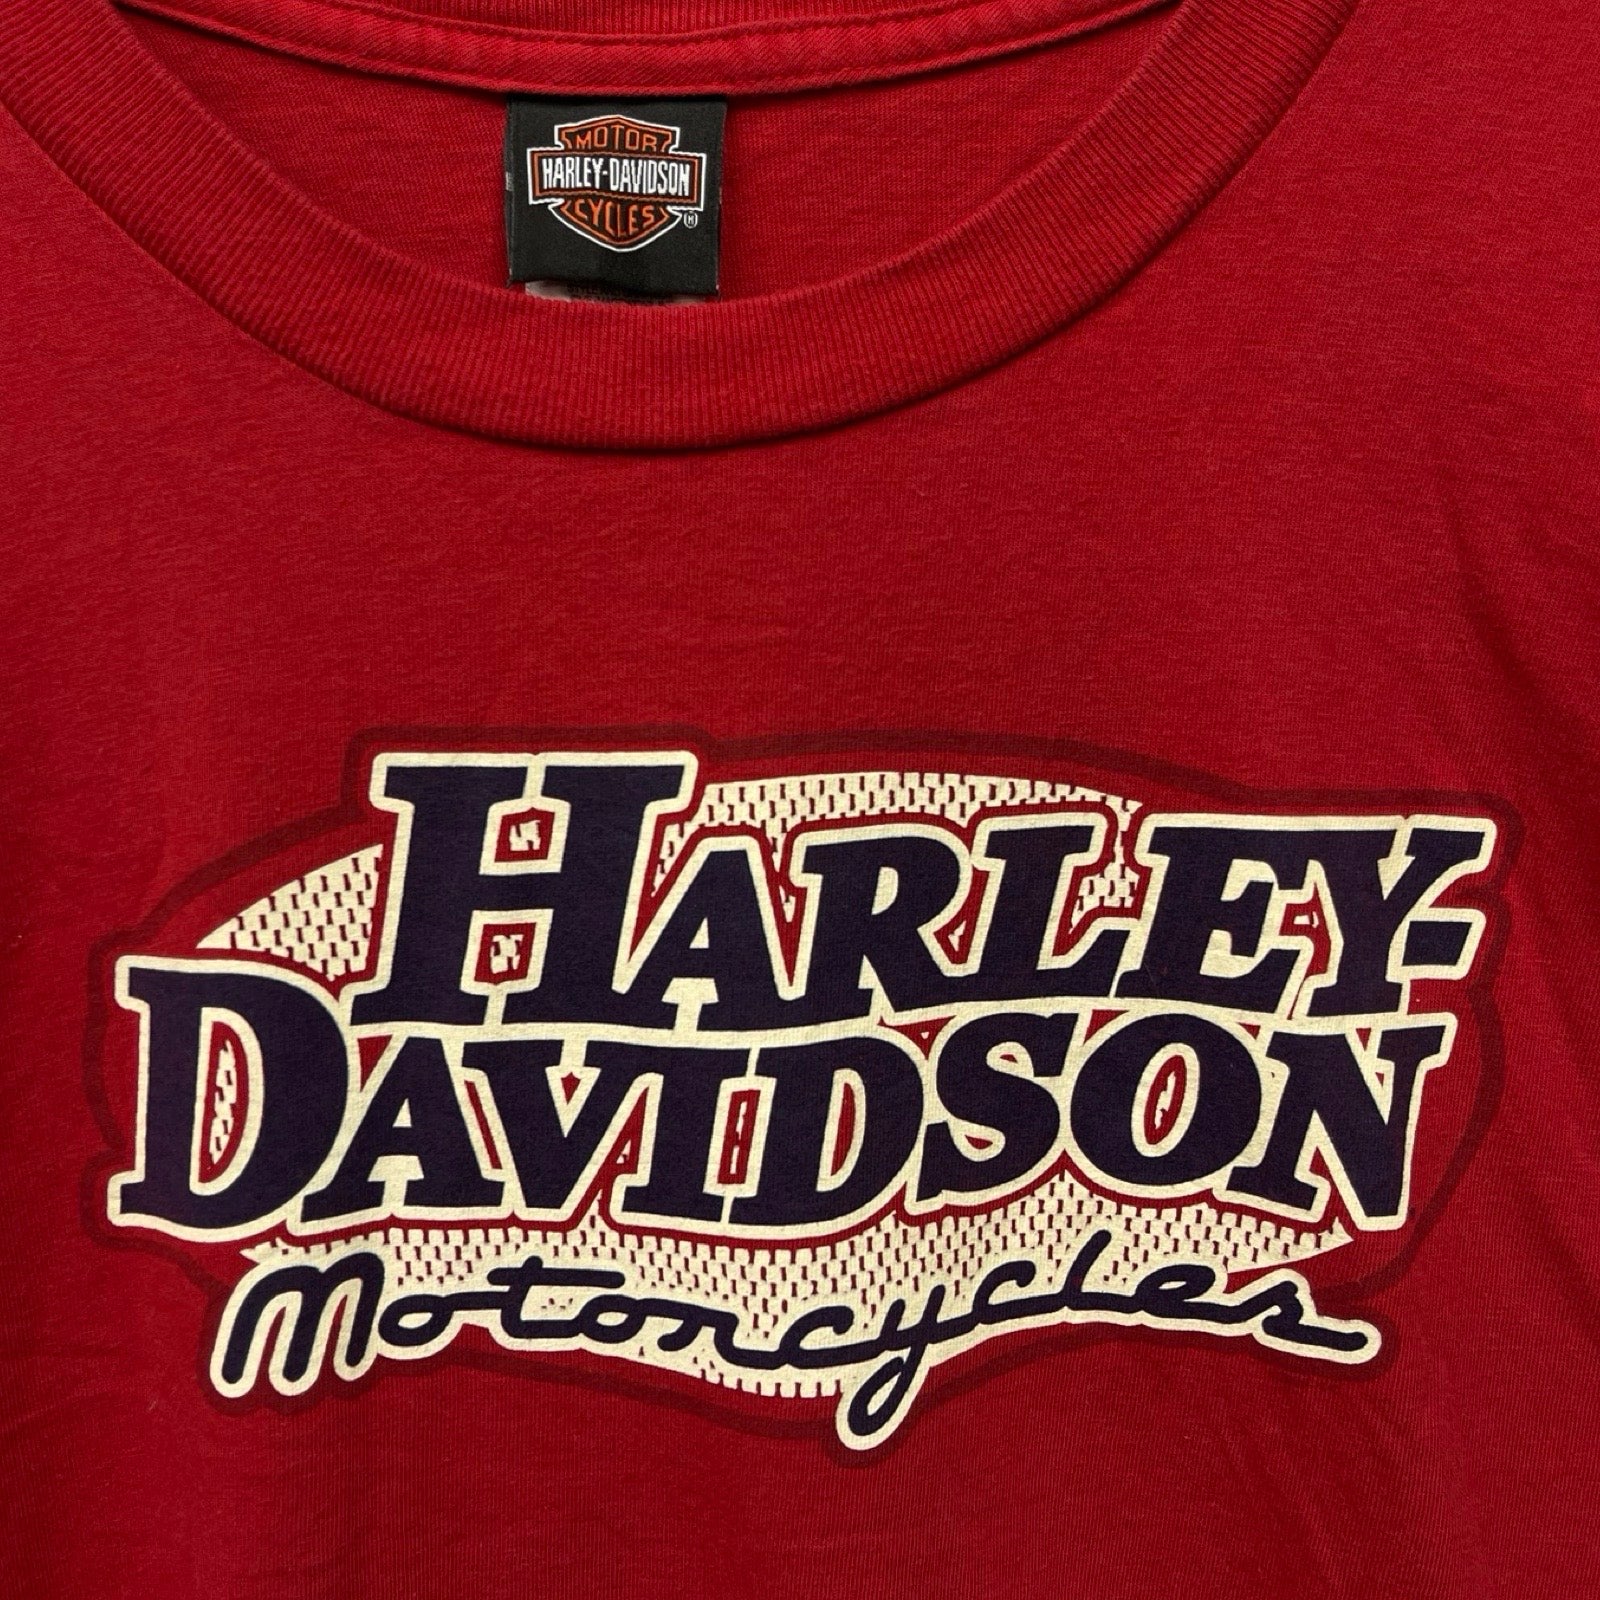 MOTOR
HARLEY-DAVIDSON
CYCLES
®
HARLEY-
DAVIDSON
Motorcycles